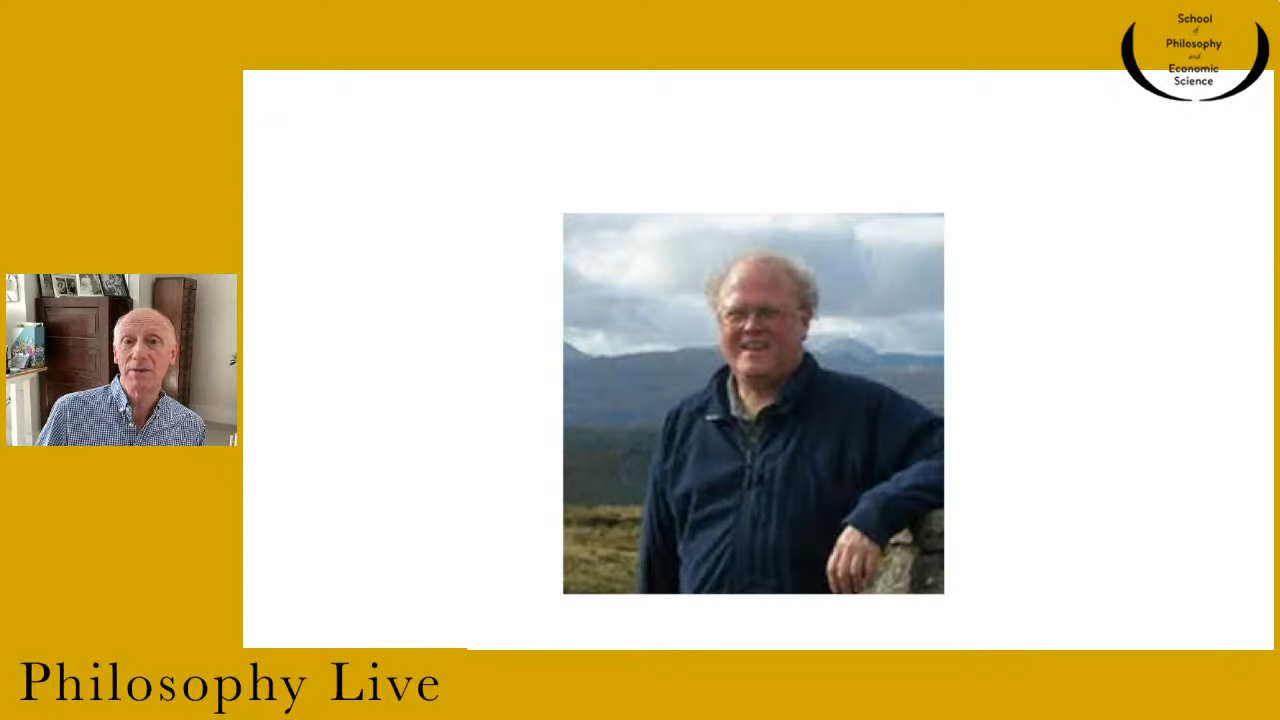 School
of
Philosophy
and
Economic
Science
Philosophy Live